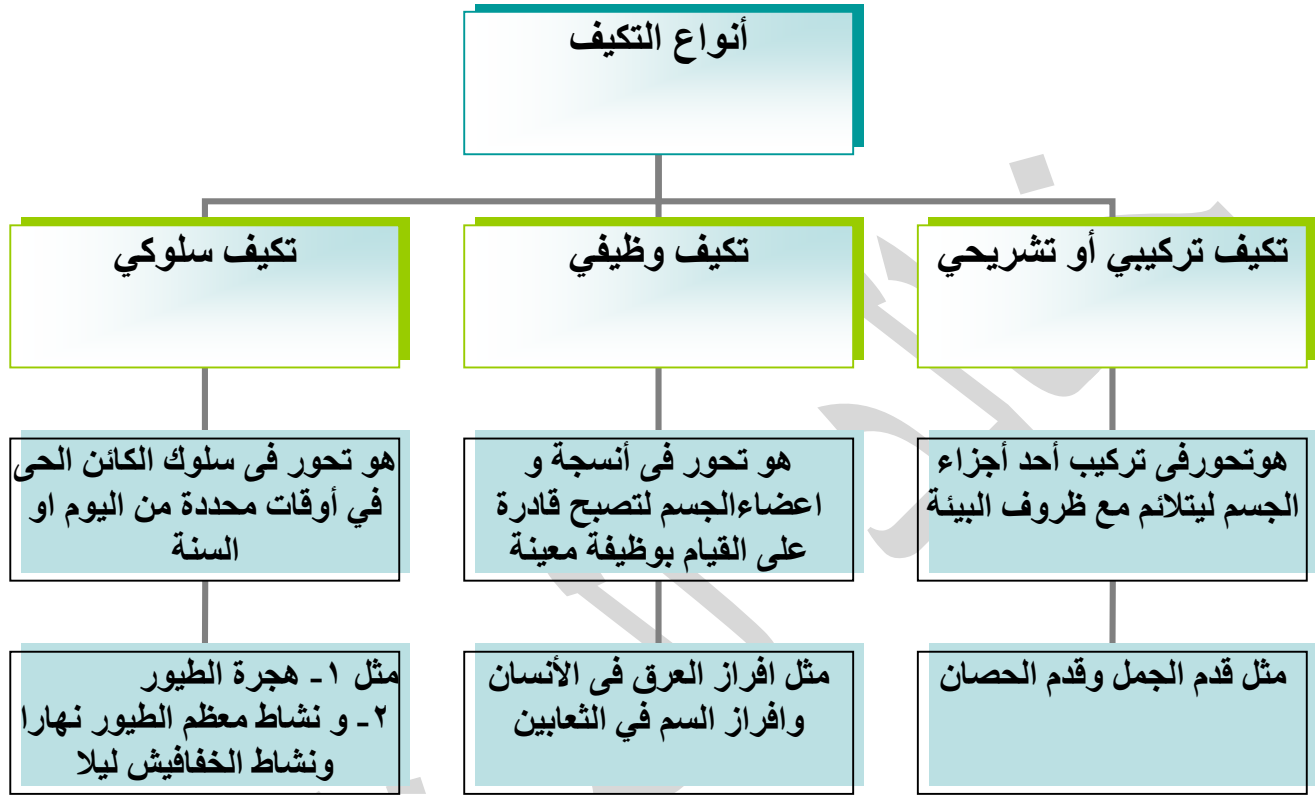 أنواع التكيف
تكيف تركيبي أو تشريحي
تكيف وظيفي
تكيف سلوكي
هوتحورفى تركيب أحد أجزاء
الجسم ليتلائم مع ظروف البيئة
هو تحور فى أنسجة و
اعضاءالجسم لتصبح قادرة
على القيام بوظيفة معينة
هو تحور فى سلوك الكائن الحى
في أوقات محددة من اليوم او
السنة
مثل قدم الجمل وقدم الحصان
مثل افراز العرق فى الأنسان
وافراز السم في الثعابين
مثل ١- هجرة الطيور
٢- و نشاط معظم الطيور نهارا
ونشاط الخفافيش ليلا